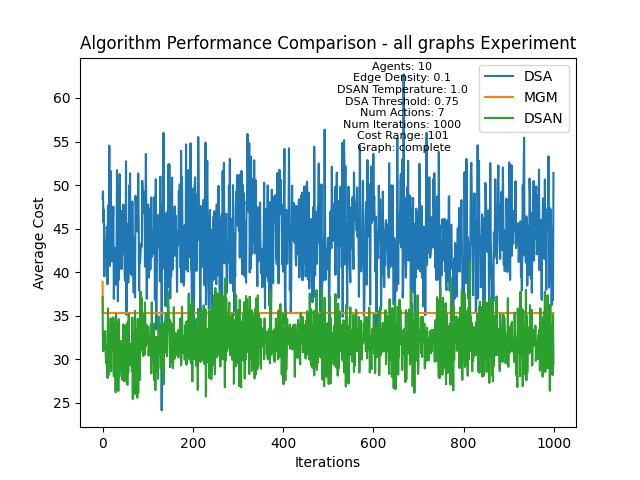 Algorithm Performance Comparison - all graphs Experiment
Agents: 10
Edge Density: 0.1
DSAN Temperature: 1.0
DSA Threshold: 0.75
Num Actions: 7
Num Iterations: 1000
Cost Range: 101
Graph: complete
DSA
MGM
DSAN
Average Cost
60
55
50
45
40
35
30
25
0
200
400
600
800
1000
Iterations